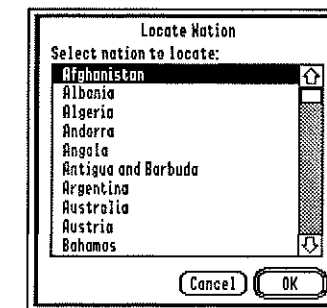 Locate Nation
Select nation to locate:
Afghanistan
Albania
Algeria
Andorra
Angola
Antigua and Barbuda
Argentina
Australia
Austria
Bahamas
Cancel
OK